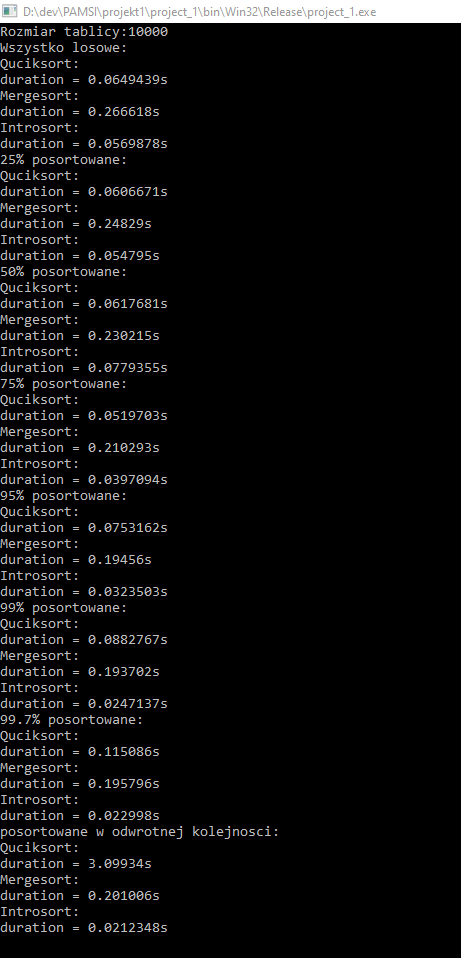 D:\dev\PAMSI\projekt1\project_1\bin\Win32\Release\project_1.exe
Rozmiar tablicy:10000
Wszystko losowe:
Quciksort:
duration = 0.0649439s
Mergesort:
duration = 0.266618s
Introsort:
duration = 0.0569878s
25% posortowane:
Quciksort:
duration = 0.0606671s
Mergesort:
duration = 0.24829s
Introsort:
duration = 0.054795s
50% posortowane:
Quciksort:
duration = 0.0617681s
Mergesort:
duration = 0.230215s
Introsort:
duration = 0.0779355s
75% posortowane:
Quciksort:
duration = 0.0519703s
Mergesort:
duration = 0.210293s
Introsort:
duration = 0.0397094s
95% posortowane:
Quciksort:
duration = 0.0753162s
Mergesort:
duration = 0.19456s
Introsort:
duration = 0.0323503s
99% posortowane:
Quciksort:
duration = 0.0882767s
Mergesort:
duration = 0.193702s
Introsort:
duration = 0.0247137s
99.7% posortowane:
Quciksort:
duration = 0.115086s
Mergesort:
duration = 0.195796s
Introsort:
duration = 0.022998s
posortowane w odwrotnej kolejnosci:
Quciksort:
duration = 3.09934s
Mergesort:
duration = 0.201006s
Introsort:
duration = 0.0212348s